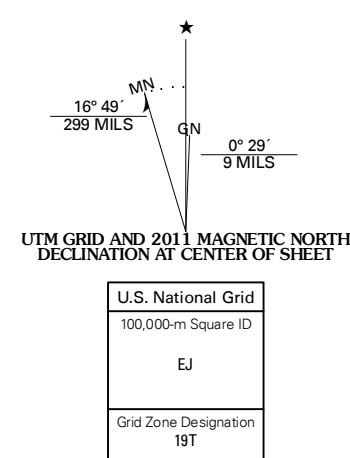 ★
MN
16° 49´
299 MILS
GN
0° 29´
9 MILS
UTM GRID AND 2011 MAGNETIC NORTH
DECLINATION AT CENTER OF SHEET
U.S. National Grid
100,000-m Square ID
EJ
Grid Zone Designation
19T